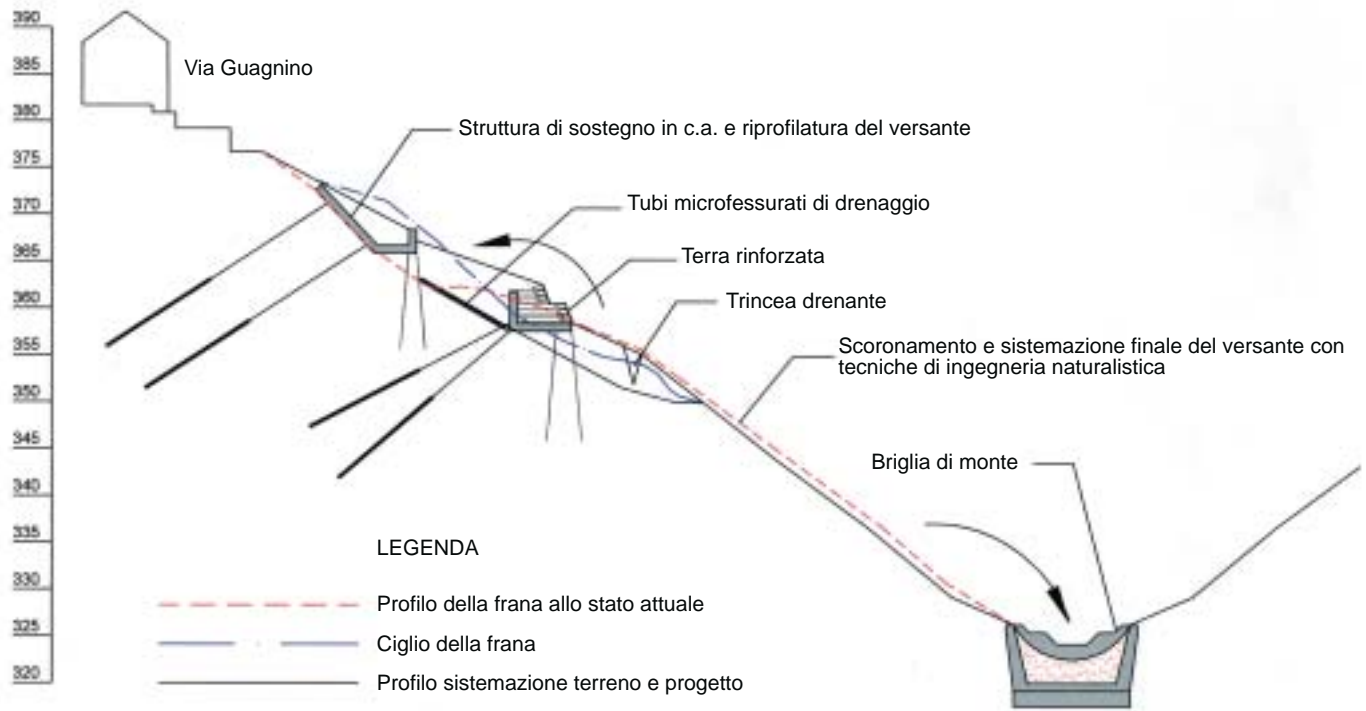 390
385
380
375
370
365
360
355
350
345
340
335
330
325
320
Via Guagnino
Struttura di sostegno in c.a. e riprofilatura del versante
Tubi microfessurati di drenaggio
Terra rinforzata
Trincea drenante
Scoronamento e sistemazione finale del versante con
tecniche di ingegneria naturalistica
Briglia di monte
LEGENDA
Profilo della frana allo stato attuale
Ciglio della frana
Profilo sistemazione terreno e progetto